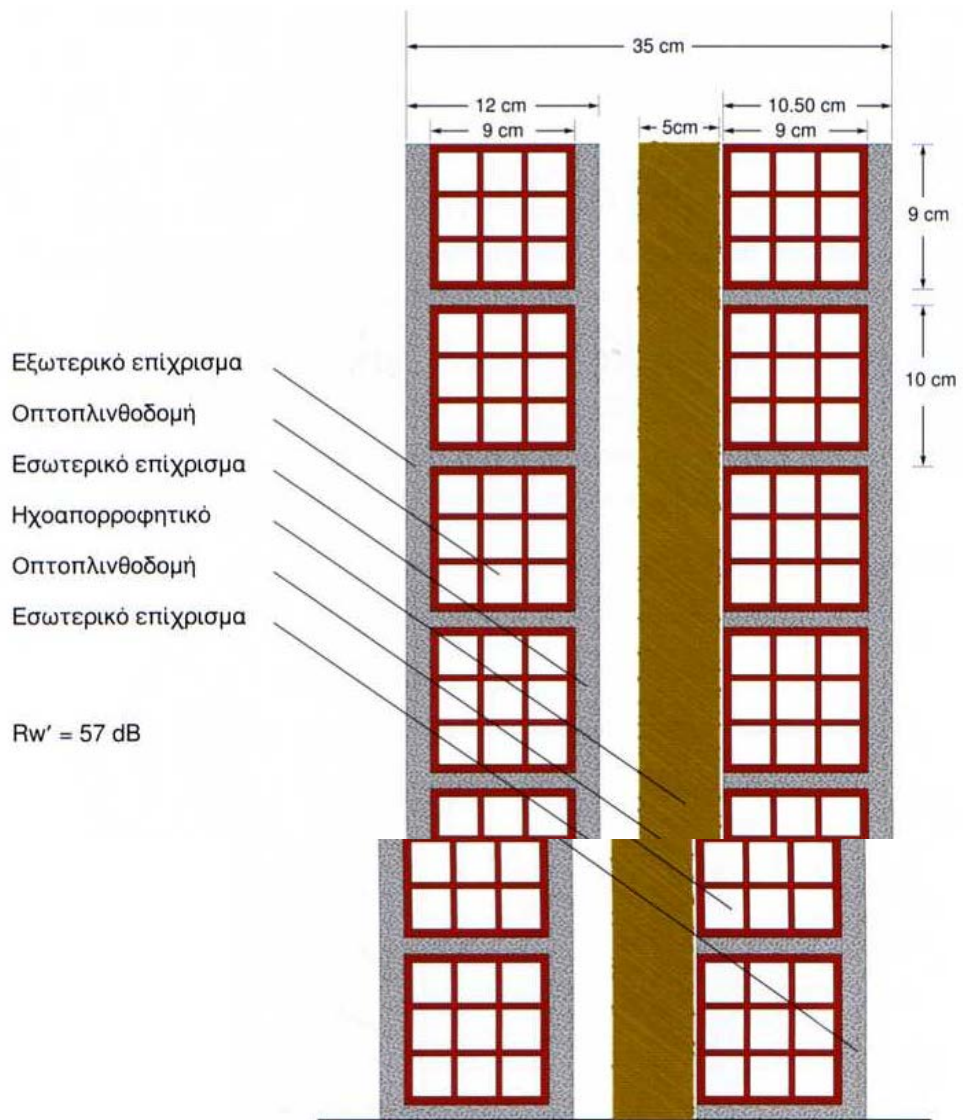 35 cm
12 cm
10.50 cm
9 cm
5cm
9 cm
9 cm
10 cm
Εξωτερικό επίχρισμα
Οπτοπλινθοδομή
Εσωτερικό επίχρισμα
Ηχοαπορροφητικό
Οπτοπλινθοδομή
Εσωτερικό επίχρισμα
Rw′ = 57 dB